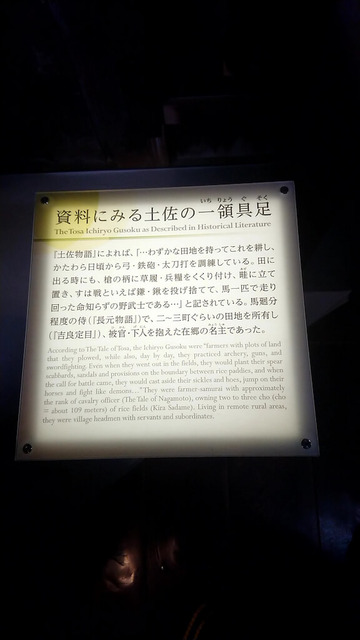 いちりょうぐそく
資料にみる土佐の一領具足
The Tosa Ichiryo Gusoku as Described in Historical Literature
『土佐物語』によれば、「…わずかな田地を持ってこれを耕し、
かたわら日頃から弓・鉄砲・太刀打を訓練している。田に
出る時にも、槍の柄に草履・兵糧をくくり付け、畦に立て
置き、すは戦といえば鎌・鍬を投げ捨てて、馬一匹で走り
回った命知らずの野武士である…」と記されている。馬廻分
程度の侍(『長元物語』)で、二〜三町ぐらいの田地を所有し
(『吉良定目』)、被官・下人を抱えた在郷の名主であった。
According to The Tale of Tosa, the Ichiryo Gusoku were "farmers with plots of land
that they plowed, while also, day by day, they practiced archery, guns, and
swordfighting. Even when they went out in the fields, they would plant their spear
scabbards, sandals and provisions on the boundary between rice paddies, and when
the call for battle came, they would cast aside their sickles and hoes, jump on their
horses and fight like demons…" They were farmer-samurai with approximately
the rank of cavalry officer (The Tale of Nagamoto), owning two to three cho (cho
= about 109 meters) of rice fields (Kira Sadame). Living in remote rural areas,
they were village headmen with servants and subordinates.